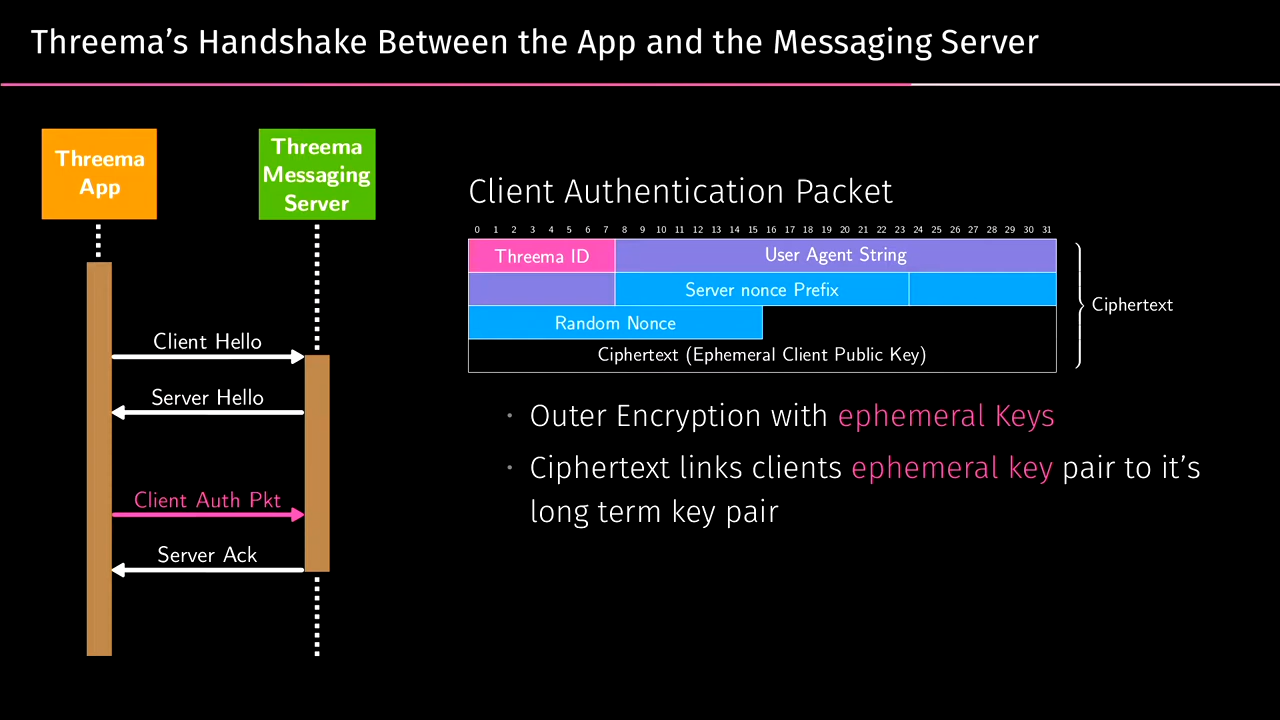 Threema's Handshake Between the App and the Messaging Server
Threema
App
Threema
Messaging
Server
Client Hello
Server Hello
Client Auth Pkt
Server Ack
Client Authentication Packet
0 1 2 3 4 5 6 7 8 9 10 11 12 13 14 15 16 17 18 19 20 21 22 23 24 25 26 27 28 29 30 31
Threema ID User Agent String
Server nonce Prefix
Random Nonce
Ciphertext (Ephemeral Client Public Key)
Ciphertext
• Outer Encryption with ephemeral Keys
• Ciphertext links clients ephemeral key pair to it's
long term key pair